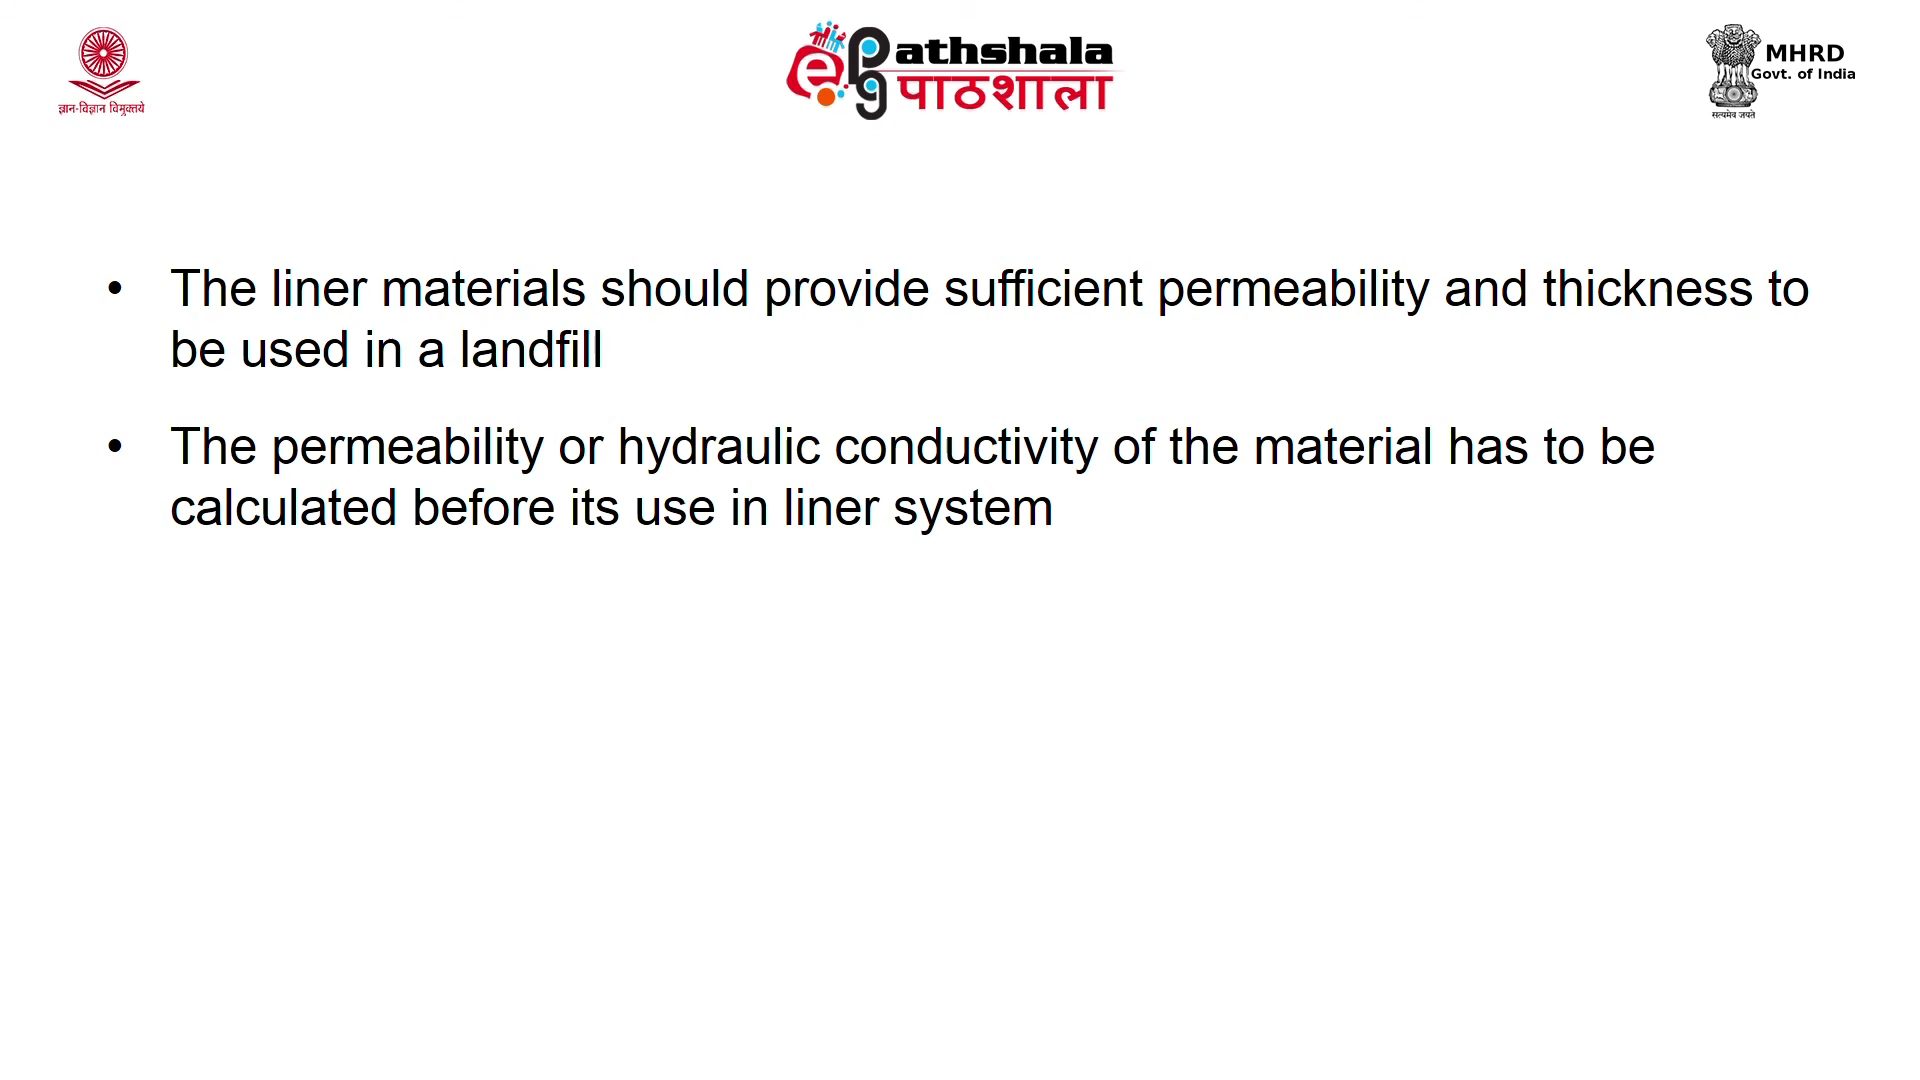 ज्ञान-विज्ञान विमुक्तये
epg
athshala
पाठशाला
MHRD
Govt. of India
सत्यमेव जयते
• The liner materials should provide sufficient permeability and thickness to
be used in a landfill
• The permeability or hydraulic conductivity of the material has to be
calculated before its use in liner system